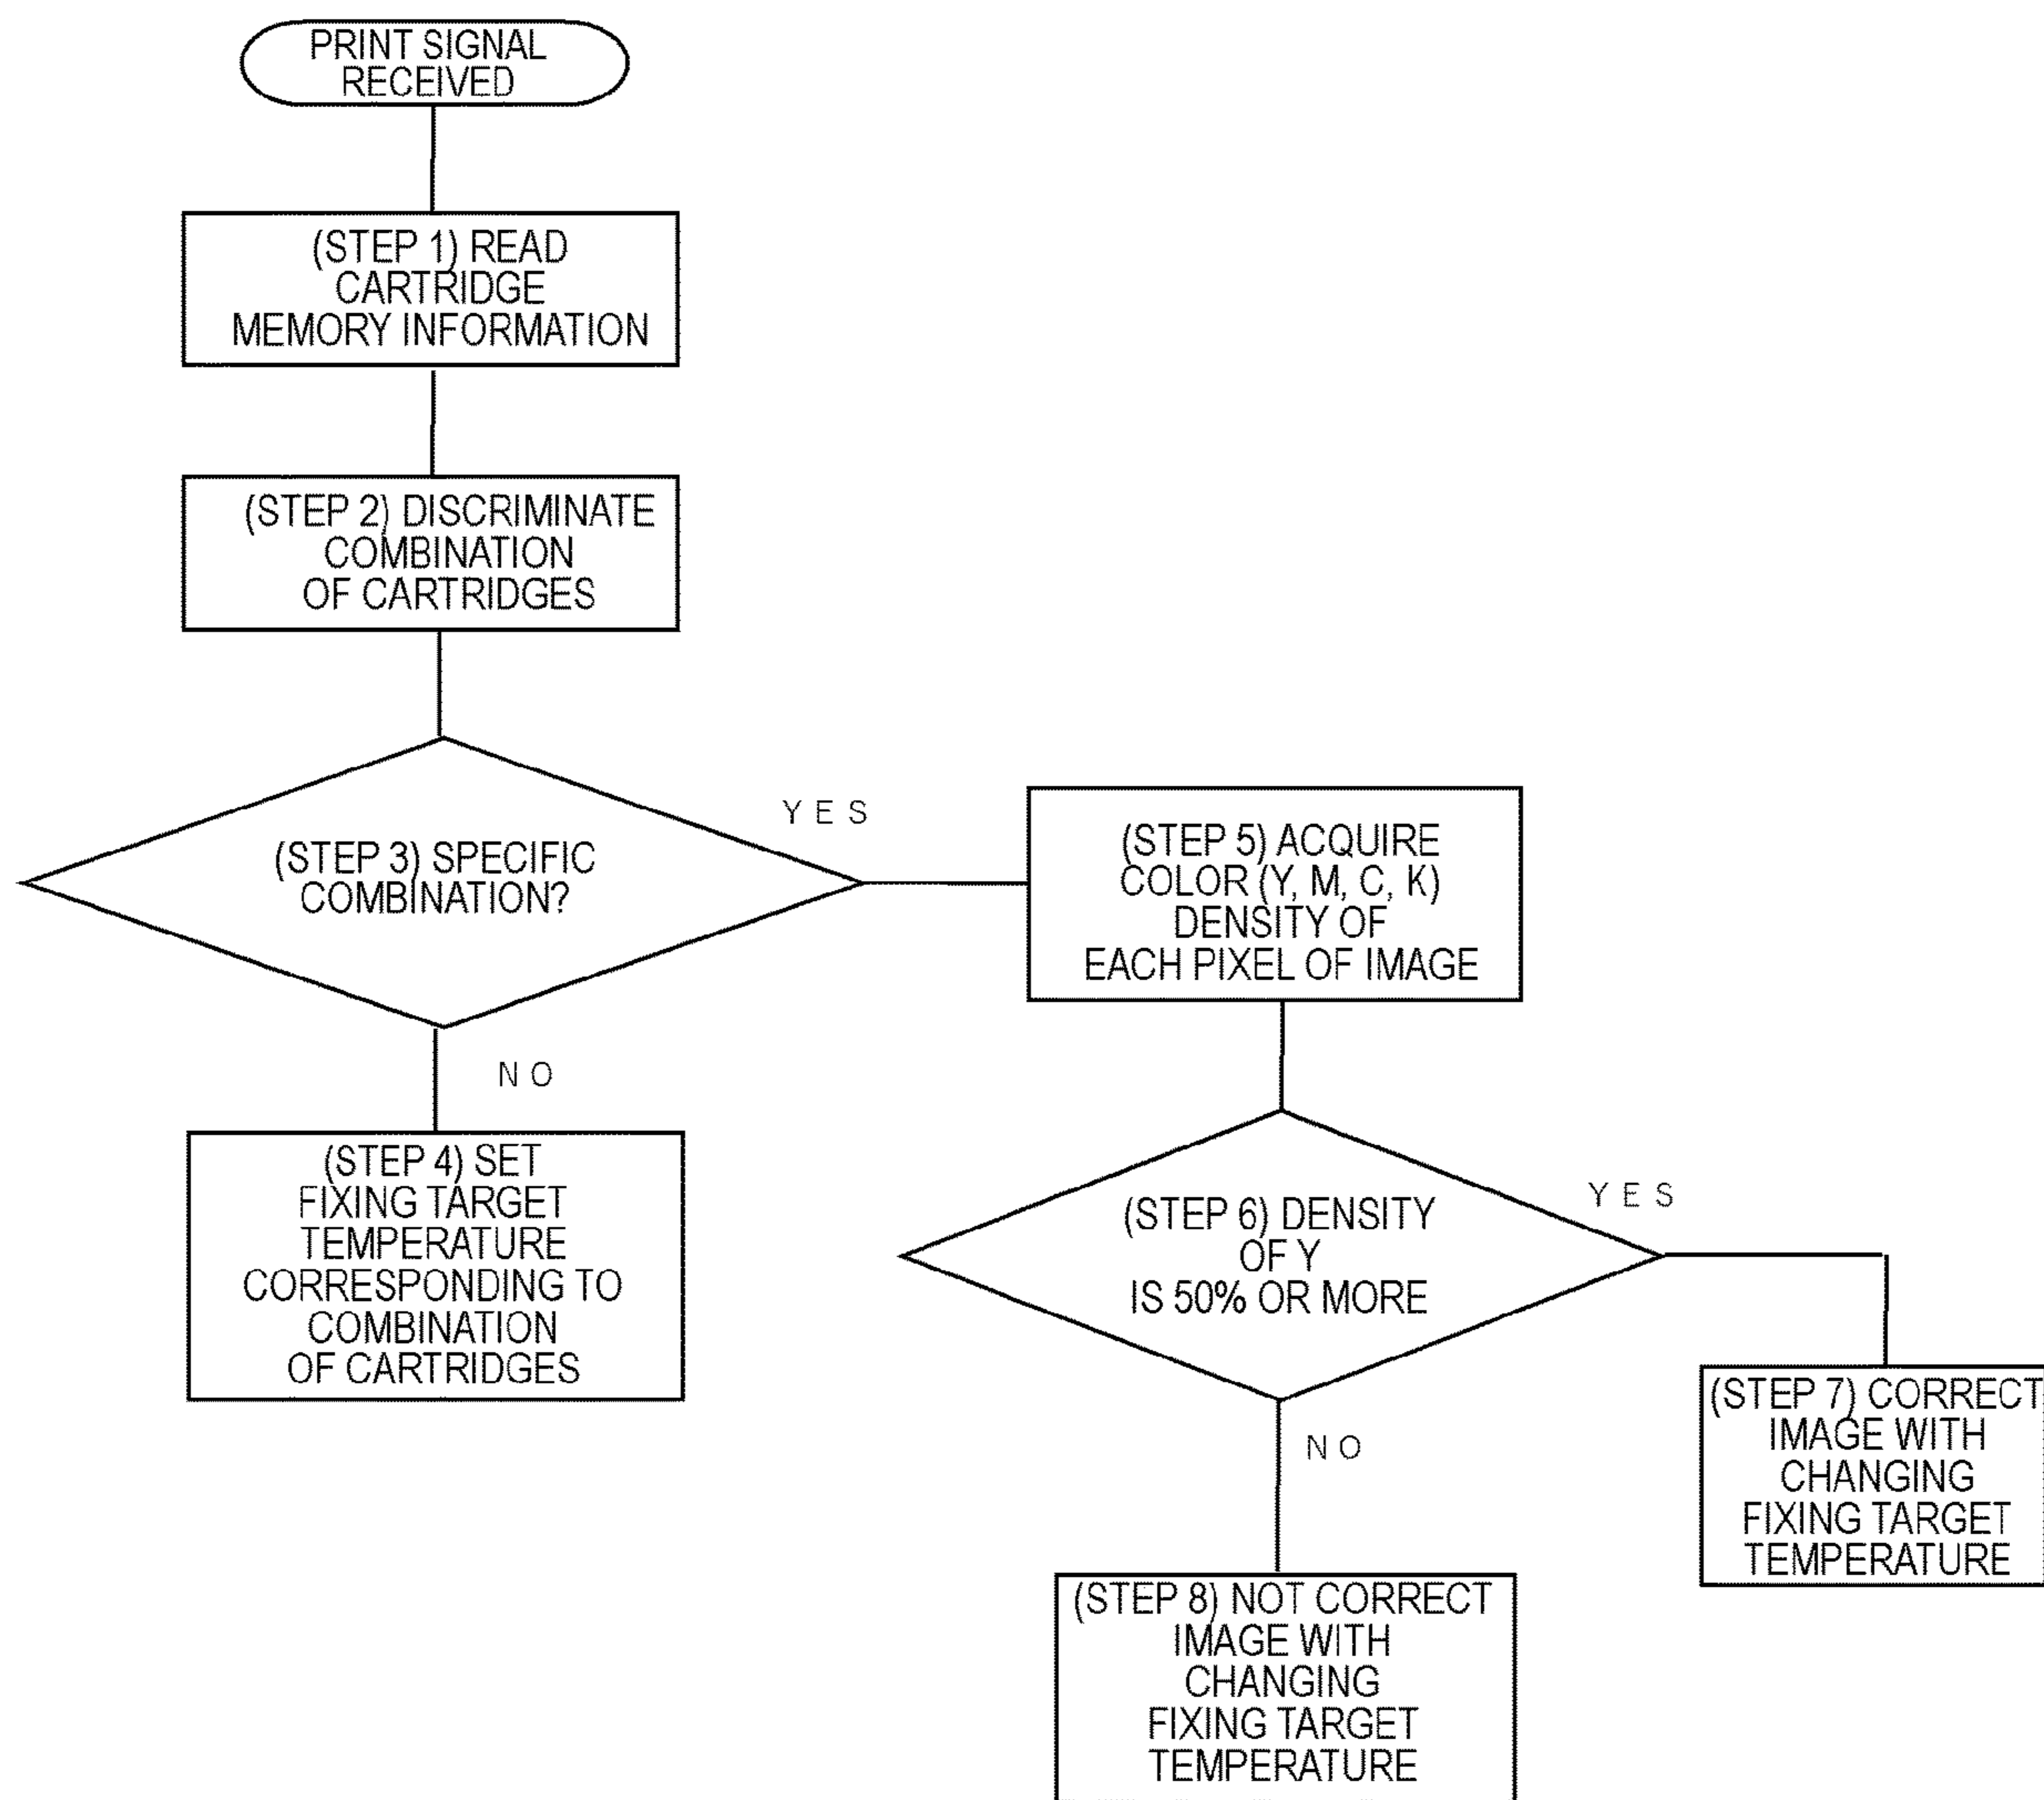 PRINT SIGNAL
RECEIVED
(STEP 1) READ
CARTRIDGE
MEMORY INFORMATION
(STEP 2) DISCRIMINATE
COMBINATION
OF CARTRIDGES
(STEP 3) SPECIFIC
COMBINATION?
YES
NO
(STEP 4) SET
FIXING TARGET
TEMPERATURE
CORRESPONDING TO
COMBINATION
OF CARTRIDGES
(STEP 5) ACQUIRE
COLOR (Y, M, C, K)
DENSITY OF
EACH PIXEL OF IMAGE
(STEP 6) DENSITY
OF Y
IS 50% OR MORE
YES
NO
(STEP 7) CORRECT
IMAGE WITH
CHANGING
FIXING TARGET
TEMPERATURE
(STEP 8) NOT CORRECT
IMAGE WITH
CHANGING
FIXING TARGET
TEMPERATURE